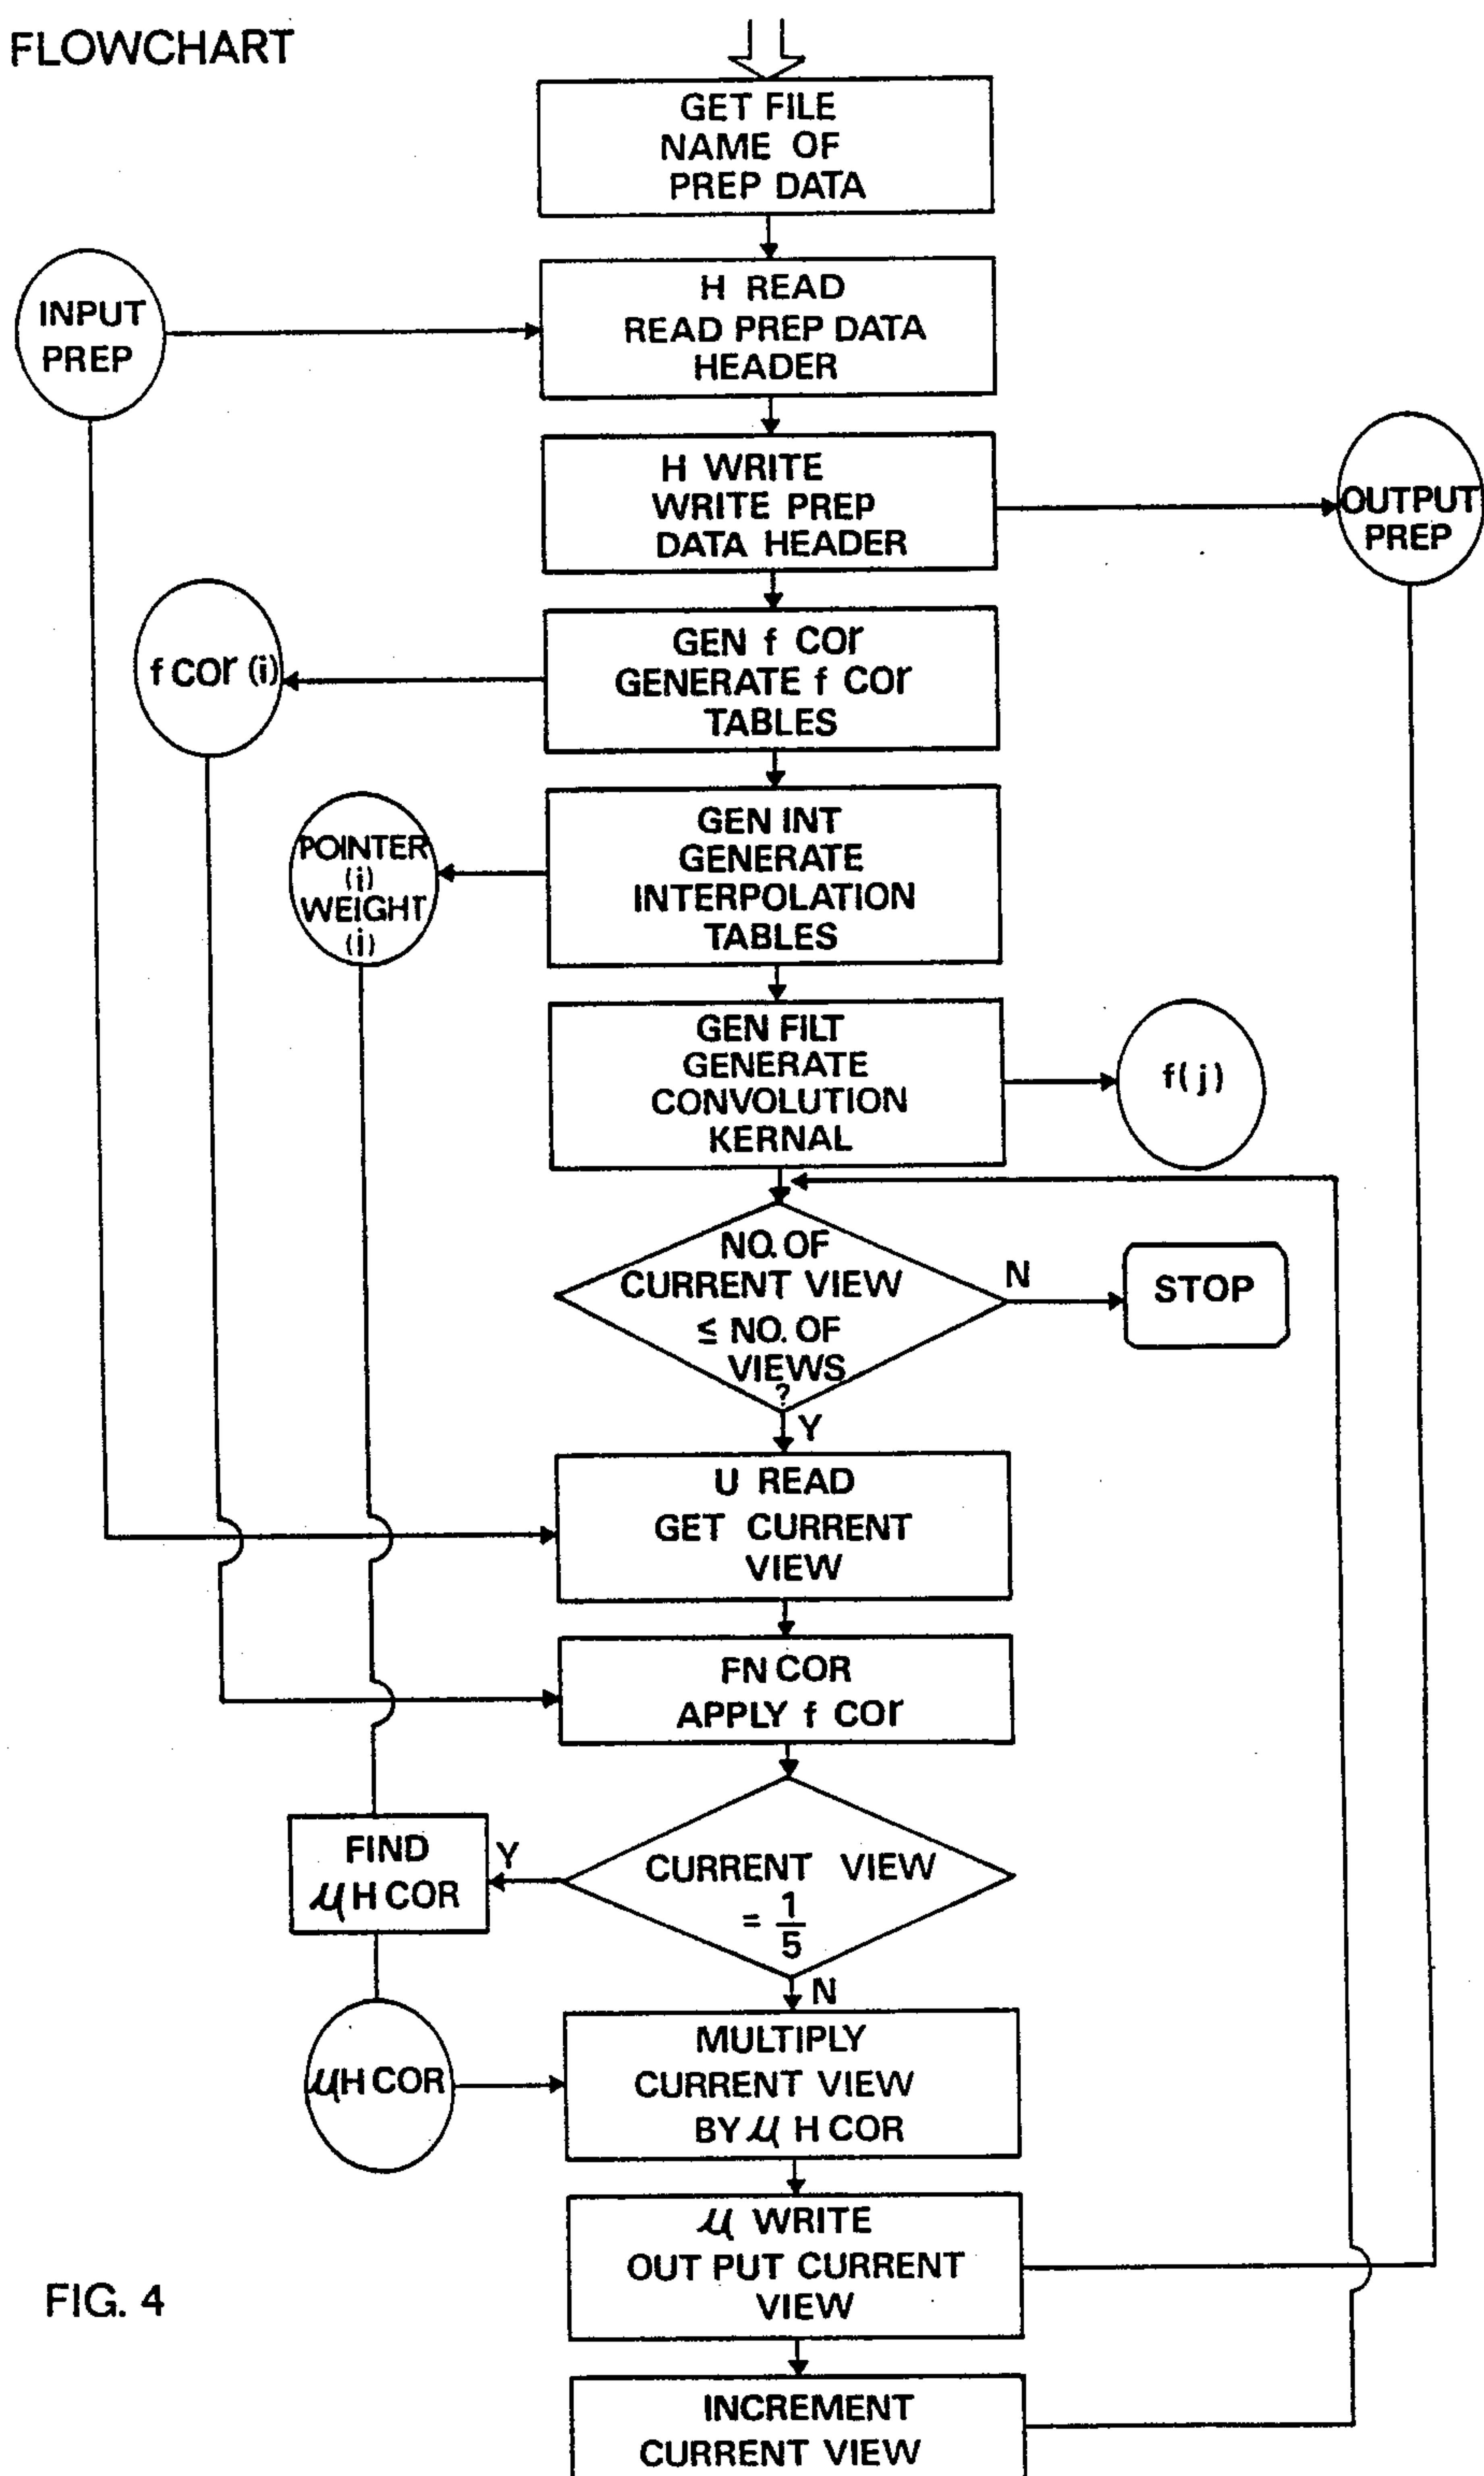 FLOWCHART
GET FILE
NAME OF
PREP DATA
INPUT
PREP
H READ
READ PREP DATA
HEADER
H WRITE
WRITE PREP
DATA HEADER
OUTPUT
PREP
f cor (i)
GEN f cor
GENERATE f cor
TABLES
POINTER
(i)
WEIGHT
(i)
GEN INT
GENERATE
INTERPOLATION
TABLES
GEN FILT
GENERATE
CONVOLUTION
KERNAL
f(j)
NO. OF
CURRENT VIEW
≤ NO. OF
VIEWS
?
N
STOP
Y
U READ
GET CURRENT
VIEW
FN COR
APPLY f cor
FIND
μ H COR
Y
CURRENT VIEW
= 1/5
N
μH COR
MULTIPLY
CURRENT VIEW
BY μ H COR
μ WRITE
OUT PUT CURRENT
VIEW
FIG. 4
INCREMENT
CURRENT VIEW